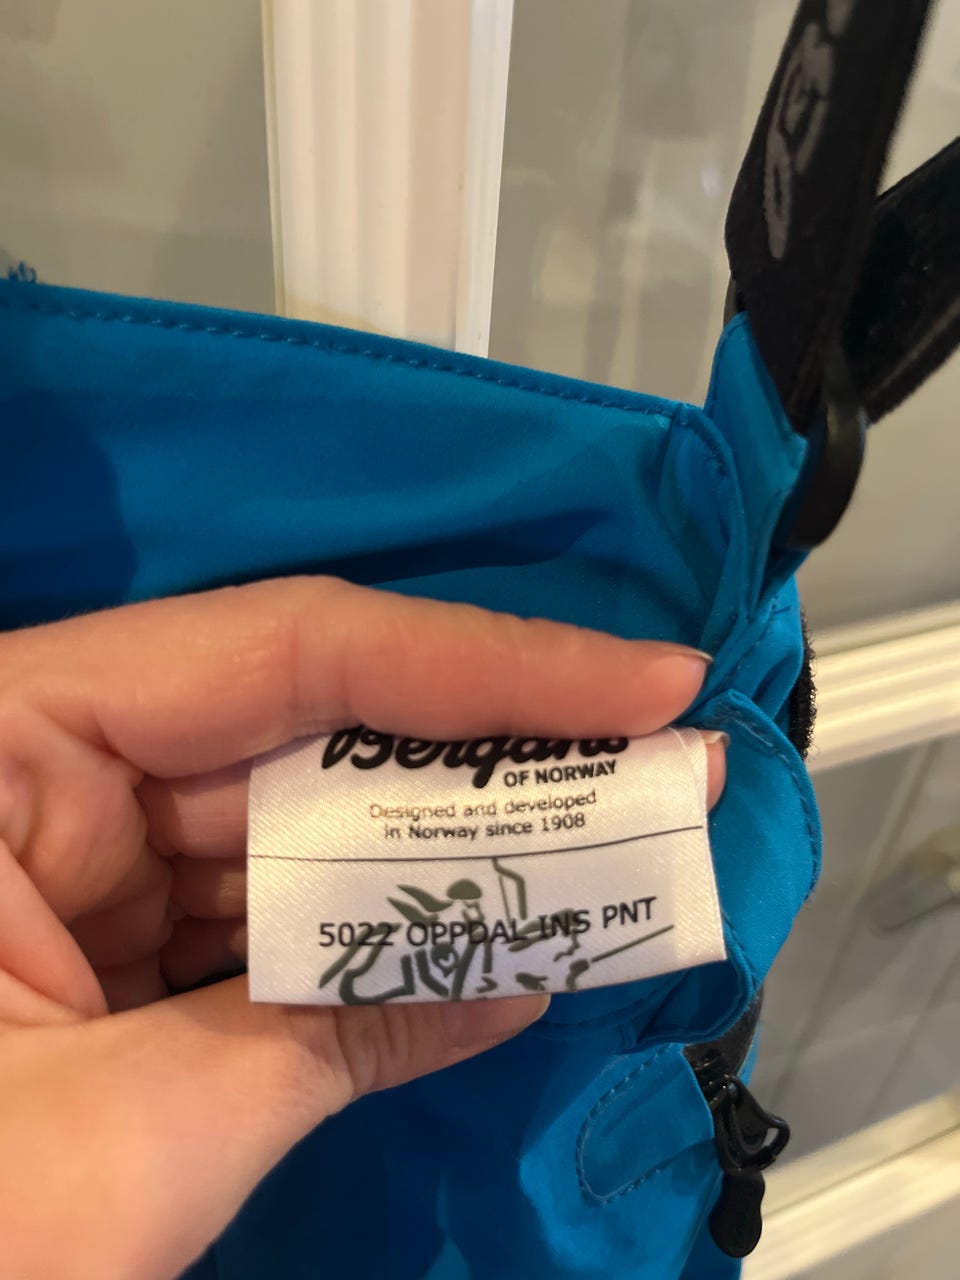 Bergans
OF NORWAY
Designed and developed
in Norway since 1908
5022 OPPDAL INS PNT